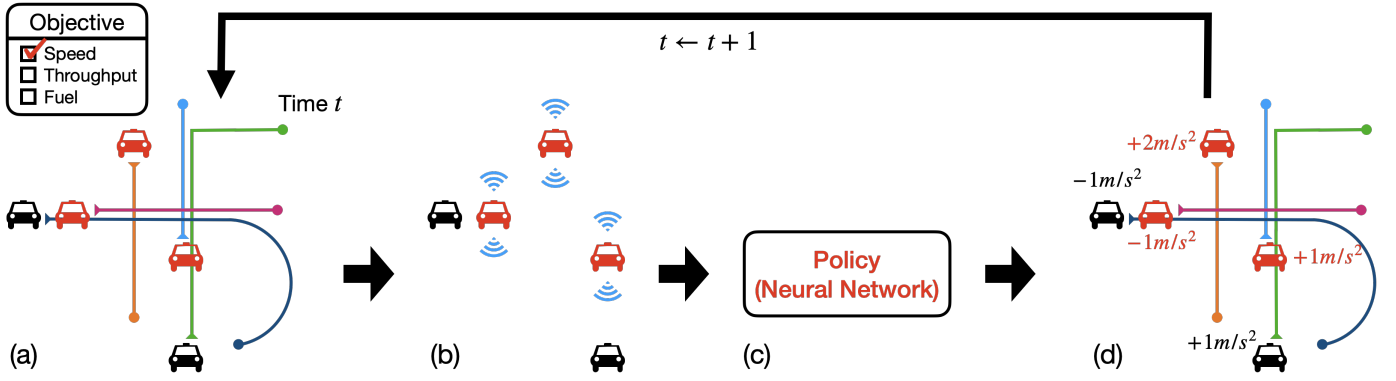 Objective
Speed
Throughput
Fuel
t ← t + 1
Time t
+2m/s²
−1m/s²
−1m/s²
+1m/s²
Policy
(Neural Network)
+1m/s²
(a)
(b)
(c)
(d)